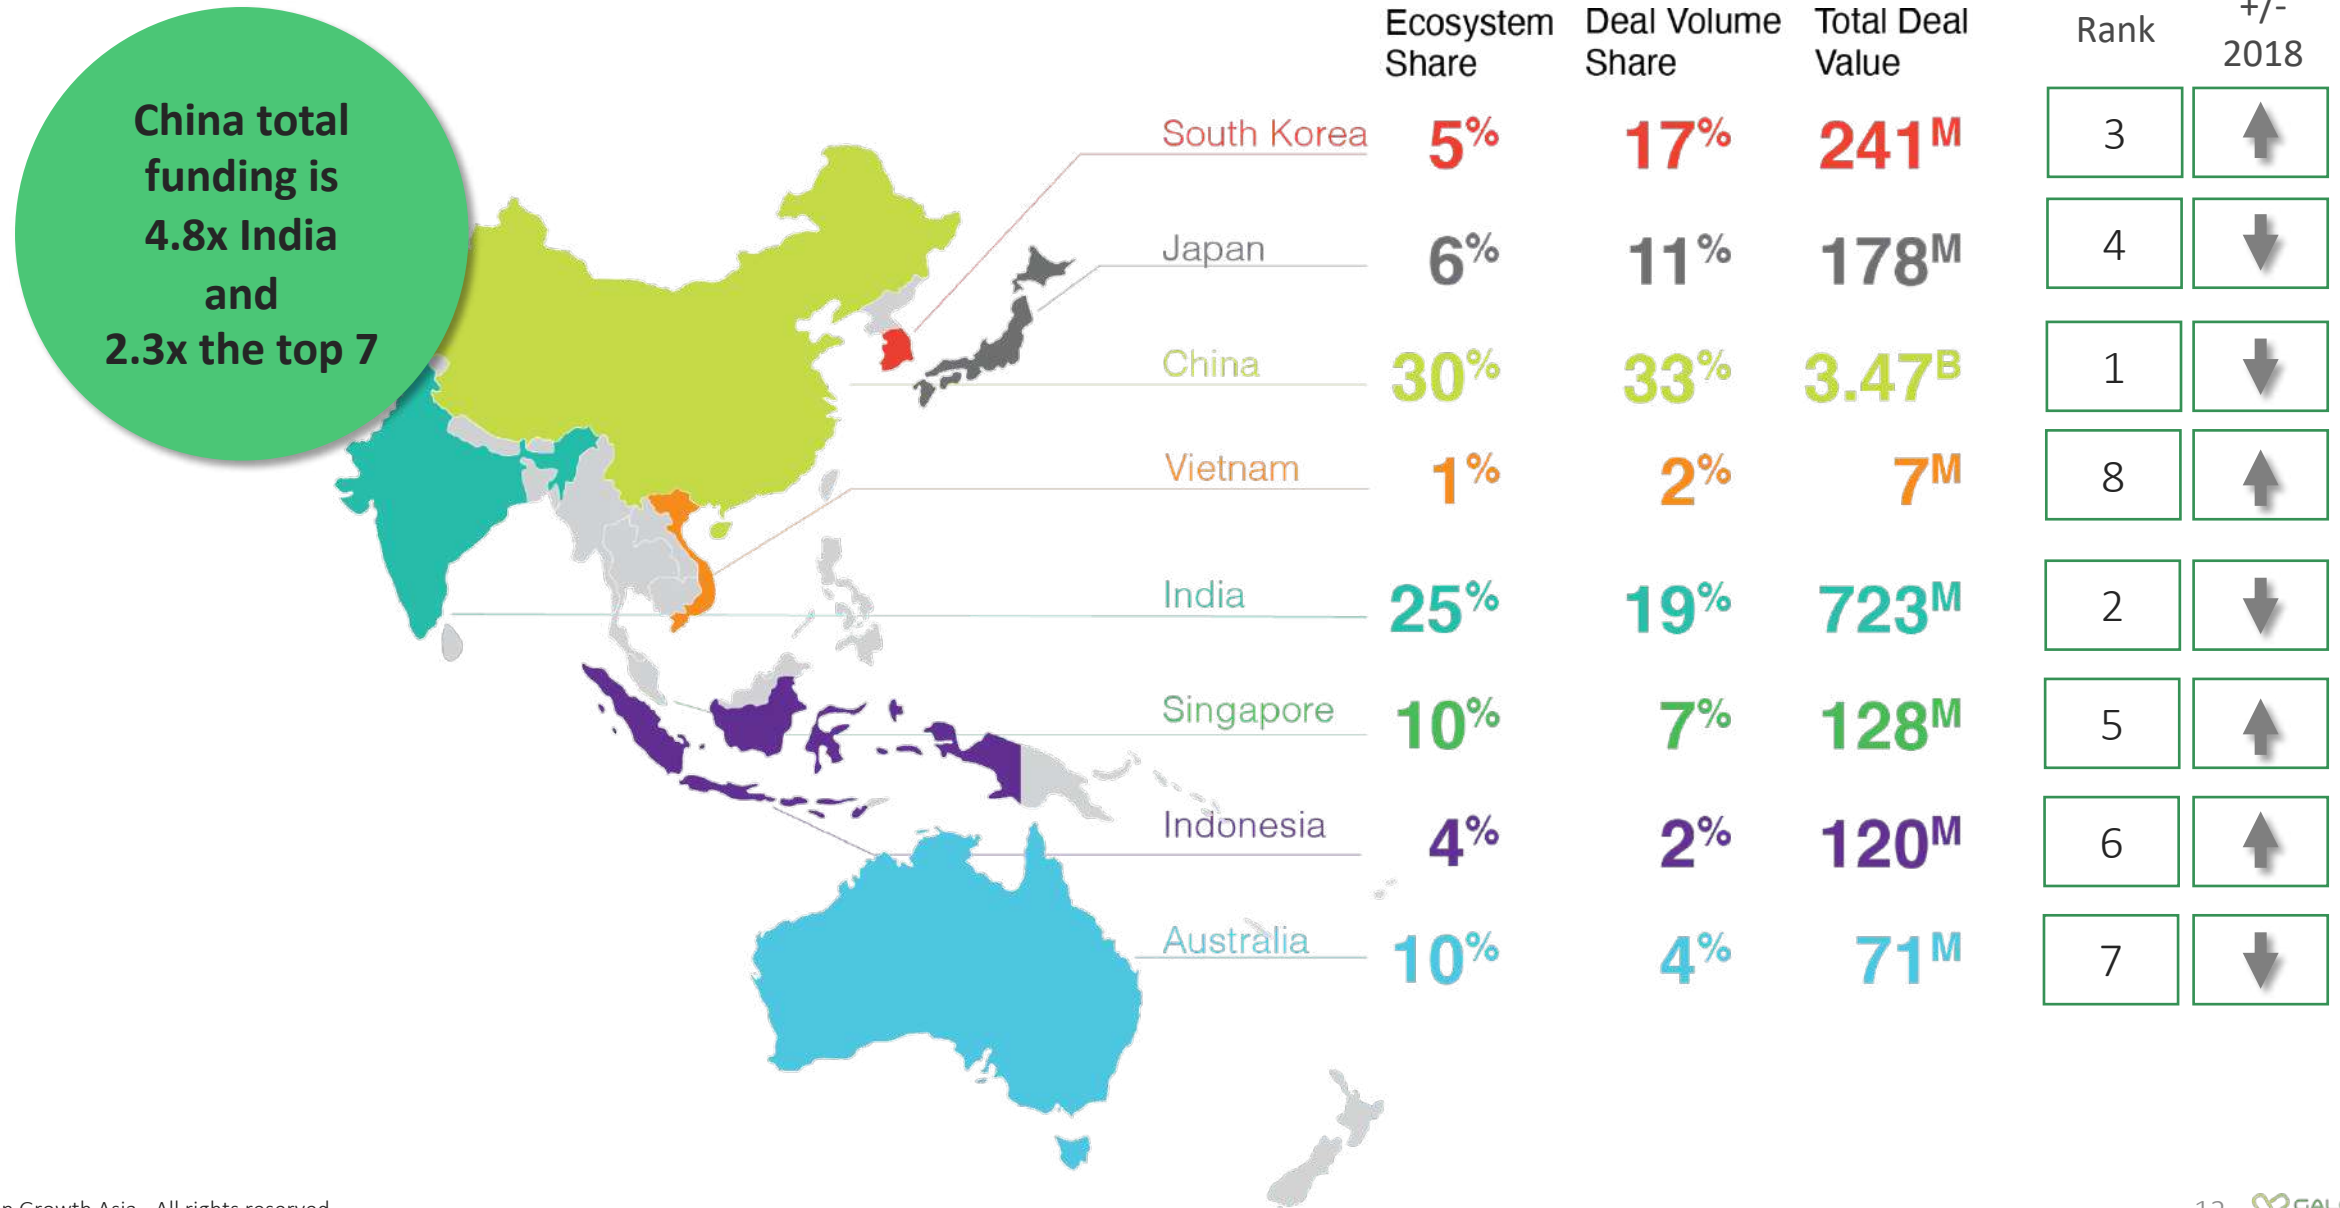 China total
funding is
4.8x India
and
2.3x the top 7
Ecosystem Share
Deal Volume Share
Total Deal Value
Rank
+/- 2018
South Korea 5% 17% 241M 3
Japan 6% 11% 178M 4
China 30% 33% 3.47B 1
Vietnam 1% 2% 7M 8
India 25% 19% 723M 2
Singapore 10% 7% 128M 5
Indonesia 4% 2% 120M 6
Australia 10% 4% 71M 7
Growth Asia - All rights reserved